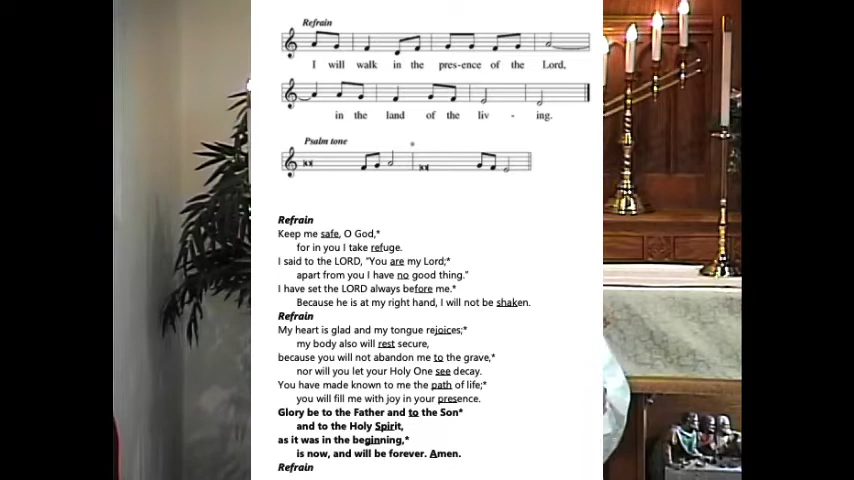 Refrain
I will walk in the pres-ence of the Lord,
in the land of the liv - ing.
Psalm tone
*
Refrain
Keep me safe, O God,*
for in you I take refuge.
I said to the LORD, “You are my Lord;*
apart from you I have no good thing.”
I have set the LORD always before me.*
Because he is at my right hand, I will not be shaken.
Refrain
My heart is glad and my tongue rejoices;*
my body also will rest secure,
because you will not abandon me to the grave,*
nor will you let your Holy One see decay.
You have made known to me the path of life;*
you will fill me with joy in your presence.
Glory be to the Father and to the Son*
and to the Holy Spirit,
as it was in the beginning,*
is now, and will be forever. Amen.
Refrain